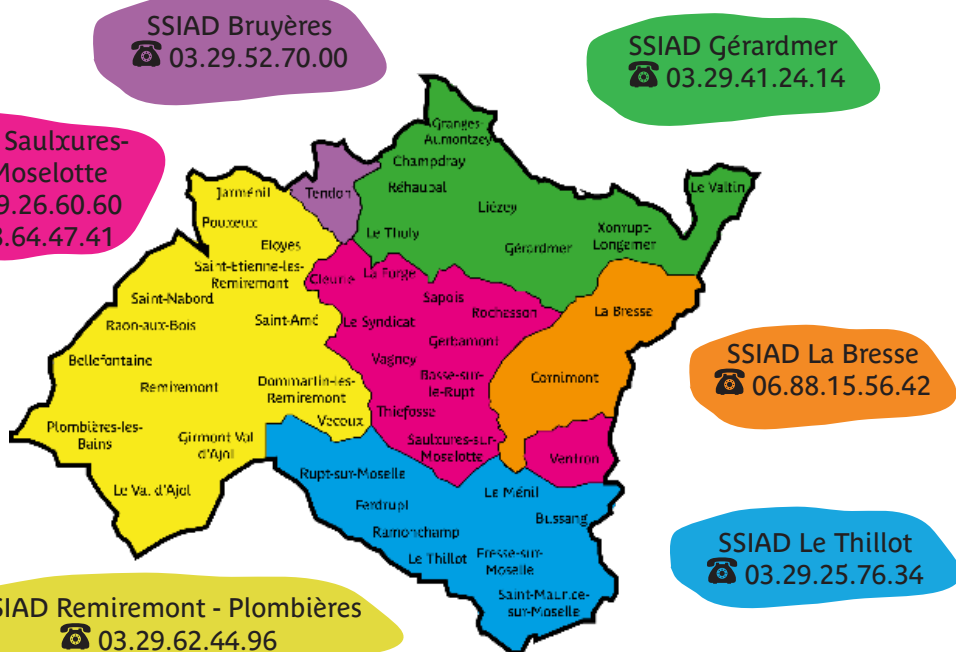 SSIAD Bruyères
☎ 03.29.52.70.00
SSIAD Gérardmer
☎ 03.29.41.24.14
Saulxures-
Moselotte
9.26.60.60
.64.47.41
Granges-
Aumontzey
Champdray
Réhaupal
Liézey
Le Tholy
Gérardmer
Xonrupt-
Longemer
Le Valtin
Tendon
Jarménil
Pouxeux
Eloyes
Saint-Etienne-les-
Remiremont
Saint-Nabord
Raon-aux-Bois
Saint-Amé
Bellefontaine
Remiremont
Dommartin-les-
Remiremont
Vecoux
Plombières-les-
Bains
Girmont Val
d'Ajol
Le Val d'Ajol
Cleurie
La Forge
Sapois
Rochesson
Le Syndicat
Gerbamont
Vagney
Basse-sur-
le-Rupt
Thiefosse
Saulxures-sur-
Moselotte
Ventron
La Bresse
Cornimont
SSIAD La Bresse
☎ 06.88.15.56.42
Rupt-sur-Moselle
Ferdrupt
Ramonchamp
Le Thillot
Le Ménil
Bussang
Fresse-sur-
Moselle
Saint-Maurice-
sur-Moselle
SSIAD Le Thillot
☎ 03.29.25.76.34
SIAD Remiremont - Plombières
☎ 03.29.62.44.96